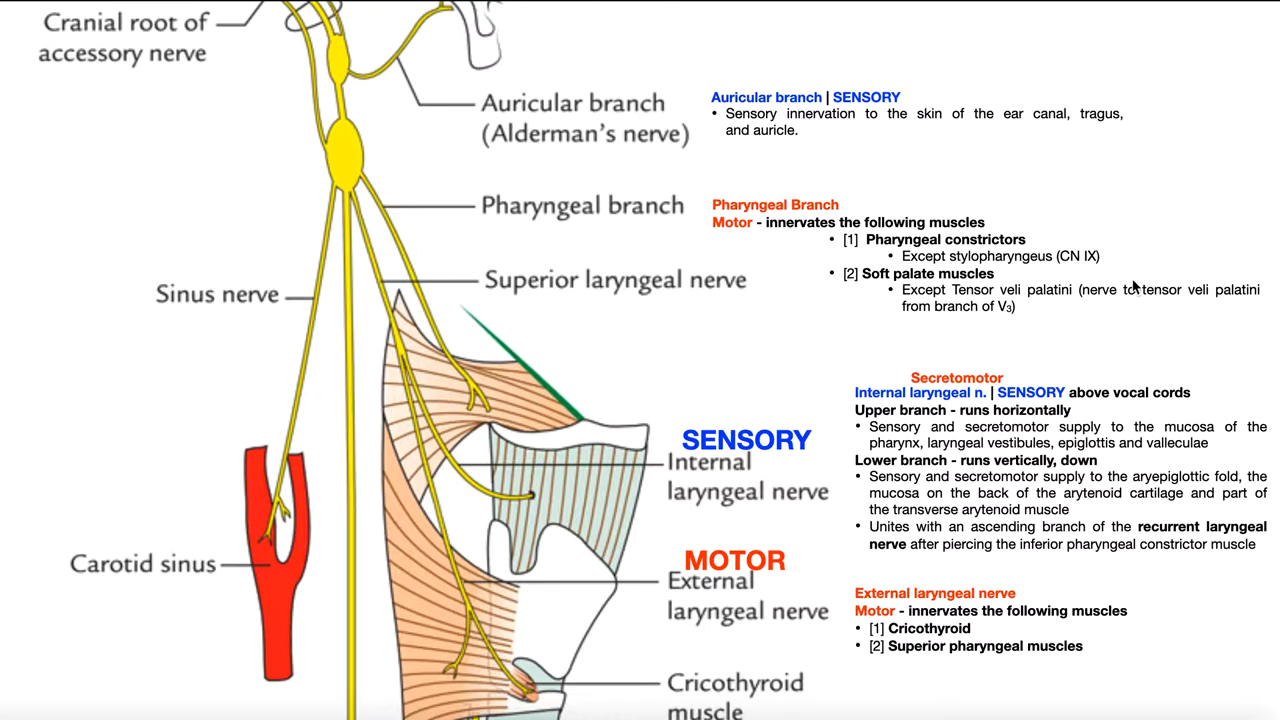 Cranial root of
accessory nerve
Auricular branch
(Alderman's nerve)
Auricular branch | SENSORY
• Sensory innervation to the skin of the ear canal, tragus,
and auricle.
Pharyngeal branch
Pharyngeal Branch
Motor - innervates the following muscles
• [1] Pharyngeal constrictors
• Except stylopharyngeus (CN IX)
• [2] Soft palate muscles
• Except Tensor veli palatini (nerve to tensor veli palatini
from branch of V₃)
Superior laryngeal nerve
Sinus nerve
Secretomotor
Internal laryngeal n. | SENSORY above vocal cords
Upper branch - runs horizontally
• Sensory and secretomotor supply to the mucosa of the
pharynx, laryngeal vestibules, epiglottis and valleculae
Lower branch - runs vertically, down
• Sensory and secretomotor supply to the aryepiglottic fold, the
mucosa on the back of the arytenoid cartilage and part of
the transverse arytenoid muscle
• Unites with an ascending branch of the recurrent laryngeal
nerve after piercing the inferior pharyngeal constrictor muscle
SENSORY
Internal
laryngeal nerve
Carotid sinus
MOTOR
External
laryngeal nerve
External laryngeal nerve
Motor - innervates the following muscles
• [1] Cricothyroid
• [2] Superior pharyngeal muscles
Cricothyroid
muscle